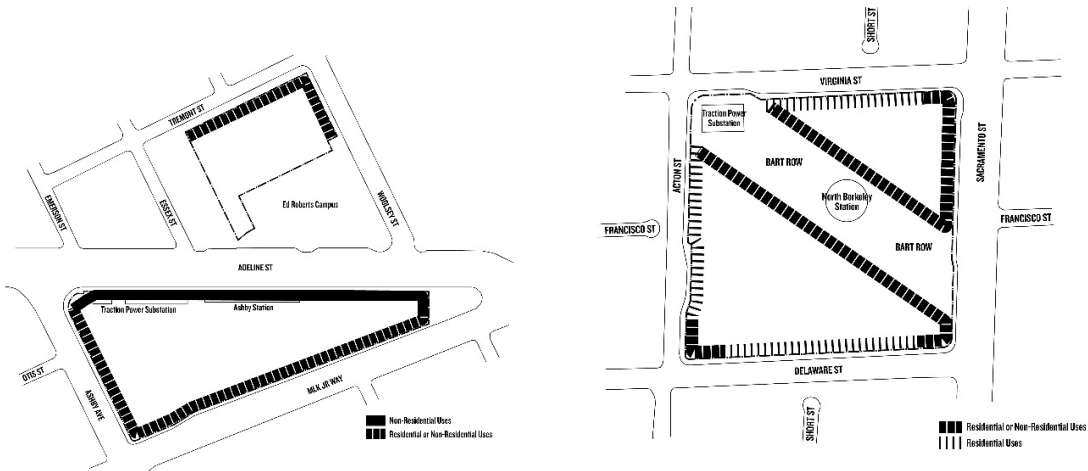 TREMONT ST
EMERSON ST
ESSEX ST
Ed Roberts Campus
WOOLSEY ST
ADELINE ST
Traction Power Substation
Ashby Station
OTIS ST
ASHBY AVE
MLK JR WAY
Non-Residential Uses
Residential or Non-Residential Uses
SHORT ST
VIRGINIA ST
Traction Power
Substation
ACTON ST
BART ROW
SACRAMENTO ST
North Berkeley
Station
FRANCISCO ST
FRANCISCO ST
BART ROW
DELAWARE ST
SHORT ST
Residential or Non-Residential Uses
Residential Uses